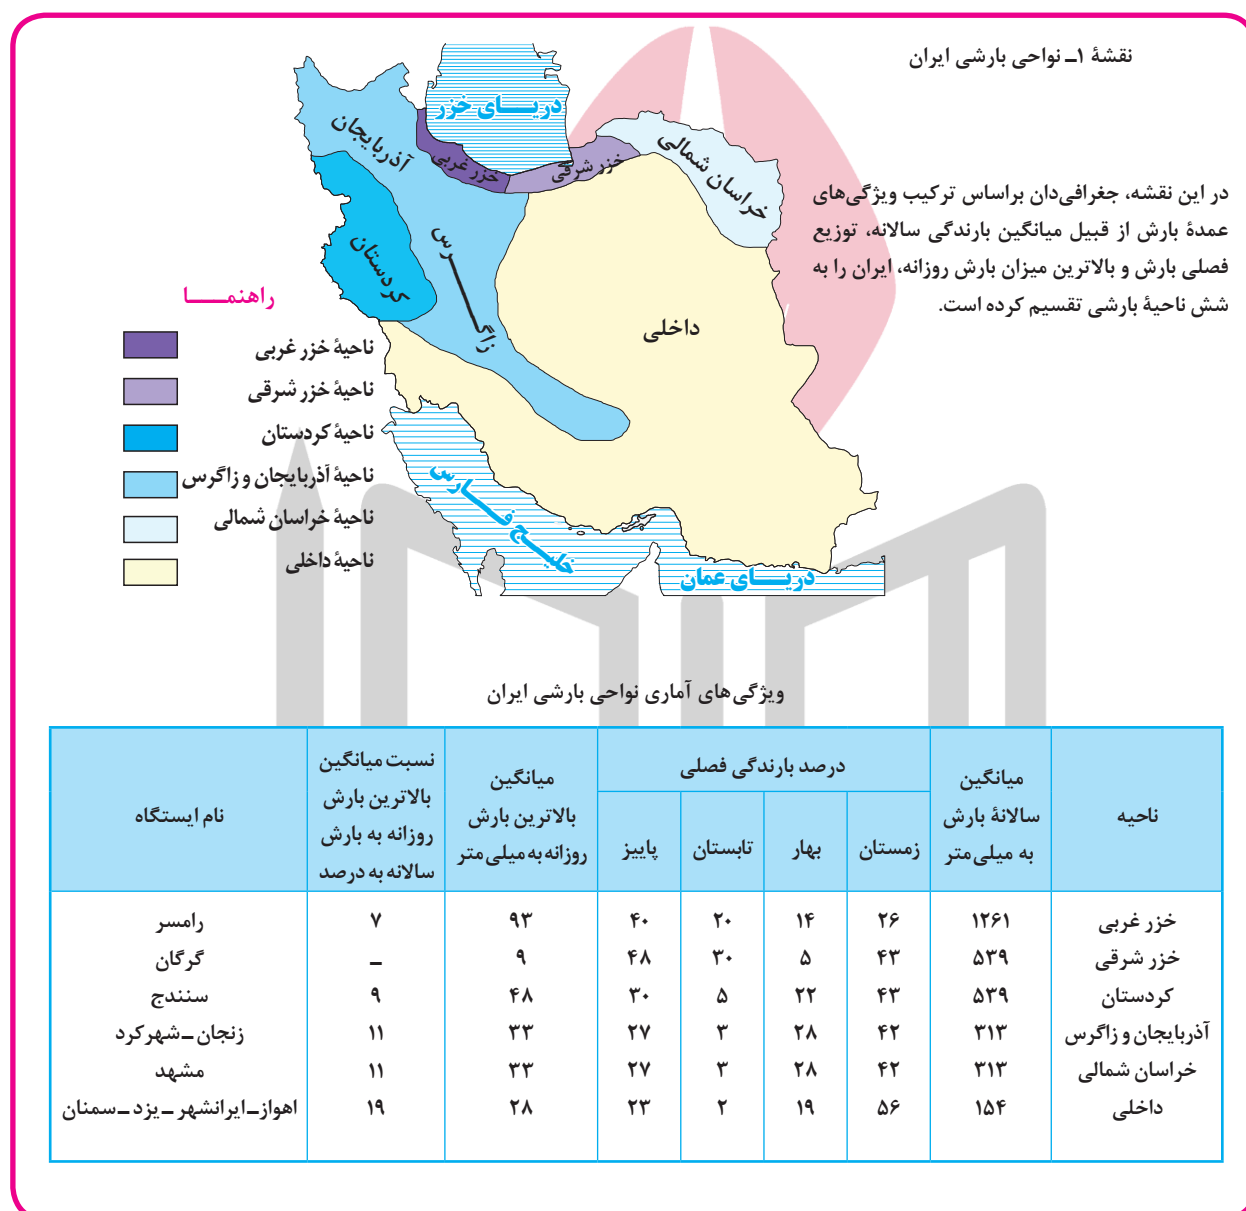 نقشهٔ ۱ـ نواحی بارشی ایران
در این نقشه، جغرافی‌دان براساس ترکیب ویژگی‌های
عمدهٔ بارش از قبیل میانگین بارندگی سالانه، توزیع
فصلی بارش و بالاترین میزان بارش روزانه، ایران را به
شش ناحیهٔ بارشی تقسیم کرده است.
دریـــای خزر
آذربایجان
خزر غربی
خزر شرقی
خراسان شمالی
کردستان
زاگـــــرس
داخلی
خلیـــج فـــارس
دریـــای عمان
راهنمـــــا
ناحیهٔ خزر غربی
ناحیهٔ خزر شرقی
ناحیهٔ کردستان
ناحیهٔ آذربایجان و زاگرس
ناحیهٔ خراسان شمالی
ناحیهٔ داخلی
ویژگی‌های آماری نواحی بارشی ایران
ناحیه
میانگین
سالانهٔ بارش
به میلی‌متر
درصد بارندگی فصلی
زمستان بهار تابستان پاییز
میانگین
بالاترین بارش
روزانه به میلی‌متر
نسبت میانگین
بالاترین بارش
روزانه به بارش
سالانه به درصد
نام ایستگاه
خزر غربی ۱۲۶۱ ۲۶ ۱۴ ۲۰ ۴۰ ۹۳ ۷ رامسر
خزر شرقی ۵۳۹ ۴۳ ۵ ۳۰ ۴۸ ۹ ـ گرگان
کردستان ۵۳۹ ۴۳ ۲۲ ۵ ۳۰ ۴۸ ۹ سنندج
آذربایجان و زاگرس ۳۱۳ ۴۲ ۲۸ ۳ ۲۷ ۳۳ ۱۱ زنجان ـ شهرکرد
خراسان شمالی ۳۱۳ ۴۲ ۲۸ ۳ ۲۷ ۳۳ ۱۱ مشهد
داخلی ۱۵۴ ۵۶ ۱۹ ۲ ۲۳ ۲۸ ۱۹ اهواز ـ ایرانشهر ـ یزد ـ سمنان